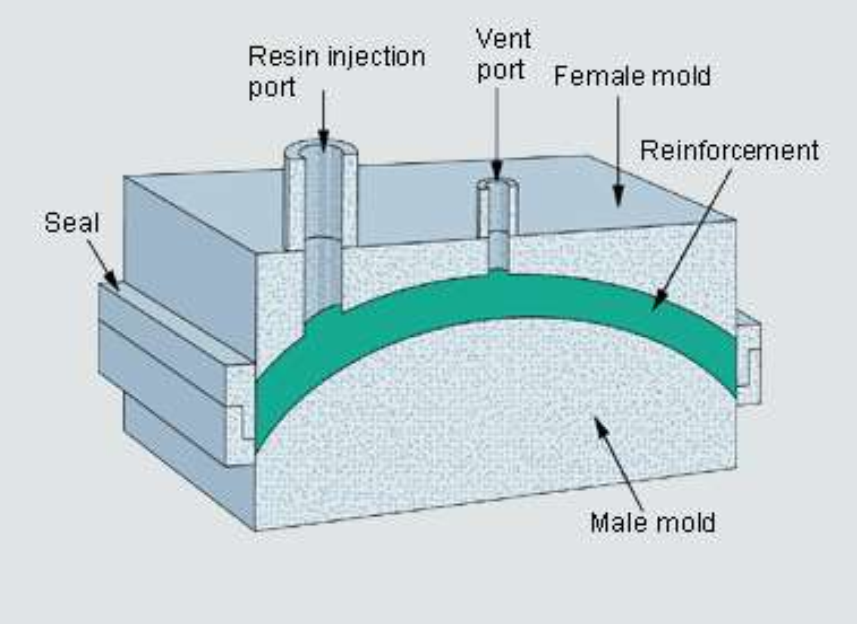 Resin injection
port
Vent
port
Female mold
Reinforcement
Seal
Male mold